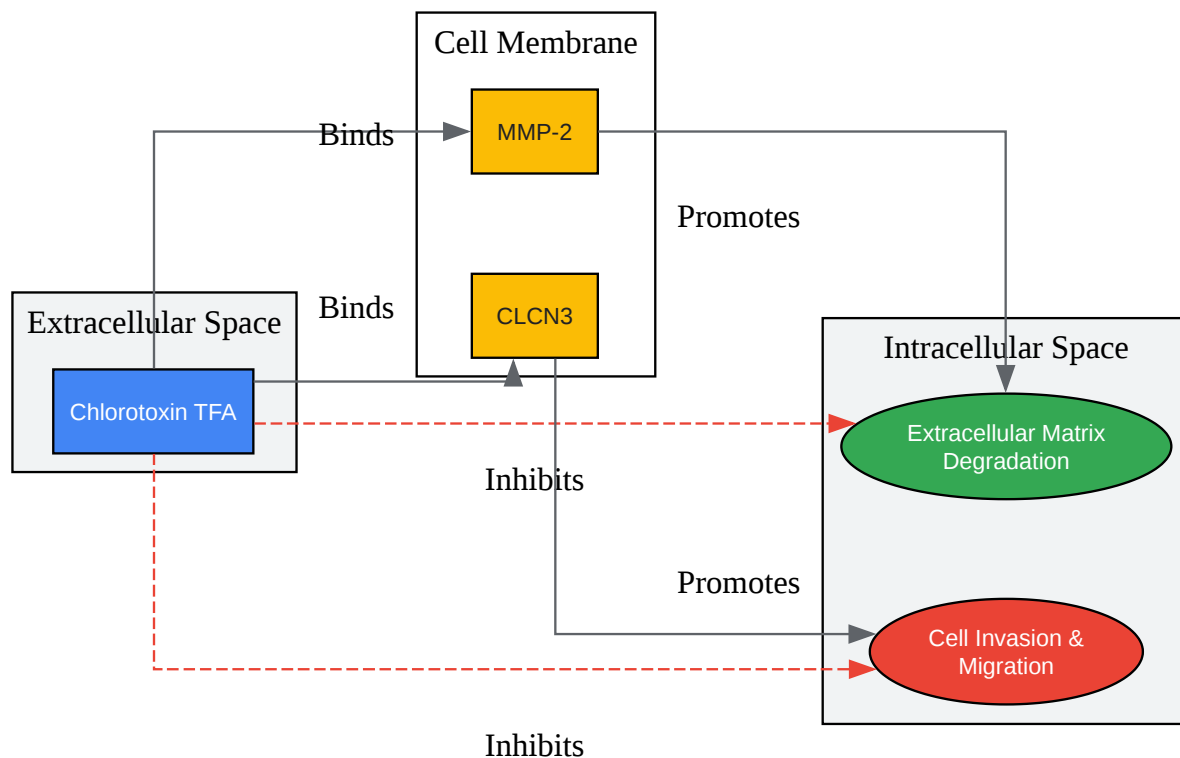 Cell Membrane
MMP-2
Binds
Promotes
CLCN3
Binds
Extracellular Space
Chlorotoxin TFA
Intracellular Space
Extracellular Matrix
Degradation
Inhibits
Promotes
Cell Invasion &
Migration
Inhibits